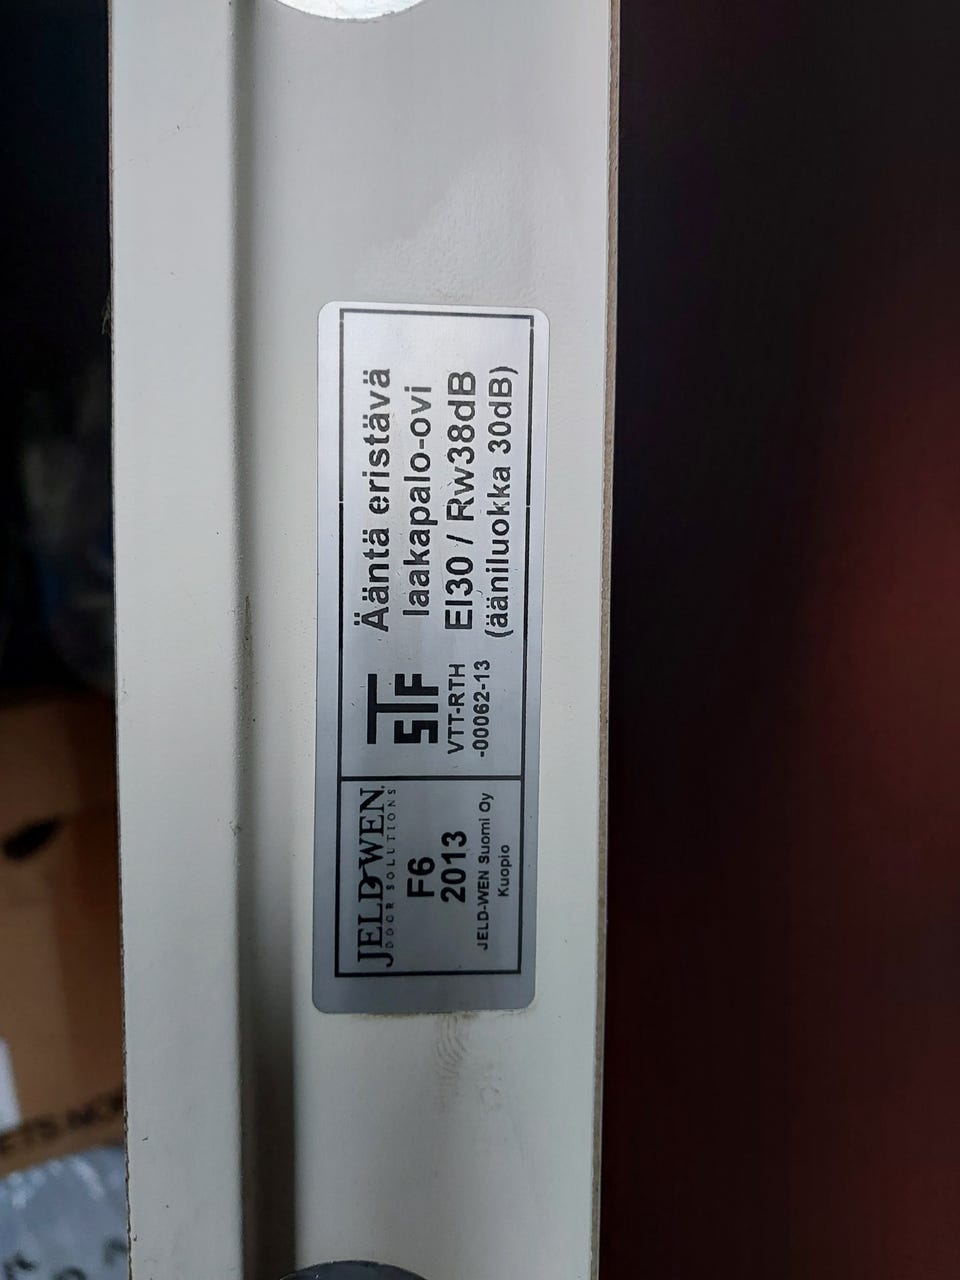 JELD-WEN.
DOOR SOLUTIONS
F6
2013
JELD-WEN Suomi Oy
Kuopio
STF
VTT-RTH
-00062-13
Ääntä eristävä
laakapalo-ovi
EI30 / Rw38dB
(ääniluokka 30dB)